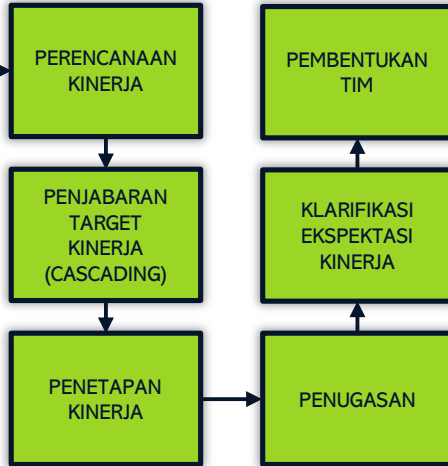 PERENCANAAN
KINERJA
PENJABARAN
TARGET
KINERJA
(CASCADING)
PENETAPAN
KINERJA
PENUGASAN
KLARIFIKASI
EKSPEKTASI
KINERJA
PEMBENTUKAN
TIM